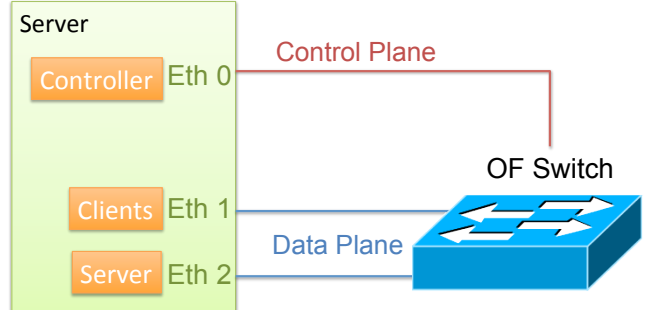 Server
Control Plane
Controller Eth 0
OF Switch
Clients Eth 1
Data Plane
Server Eth 2